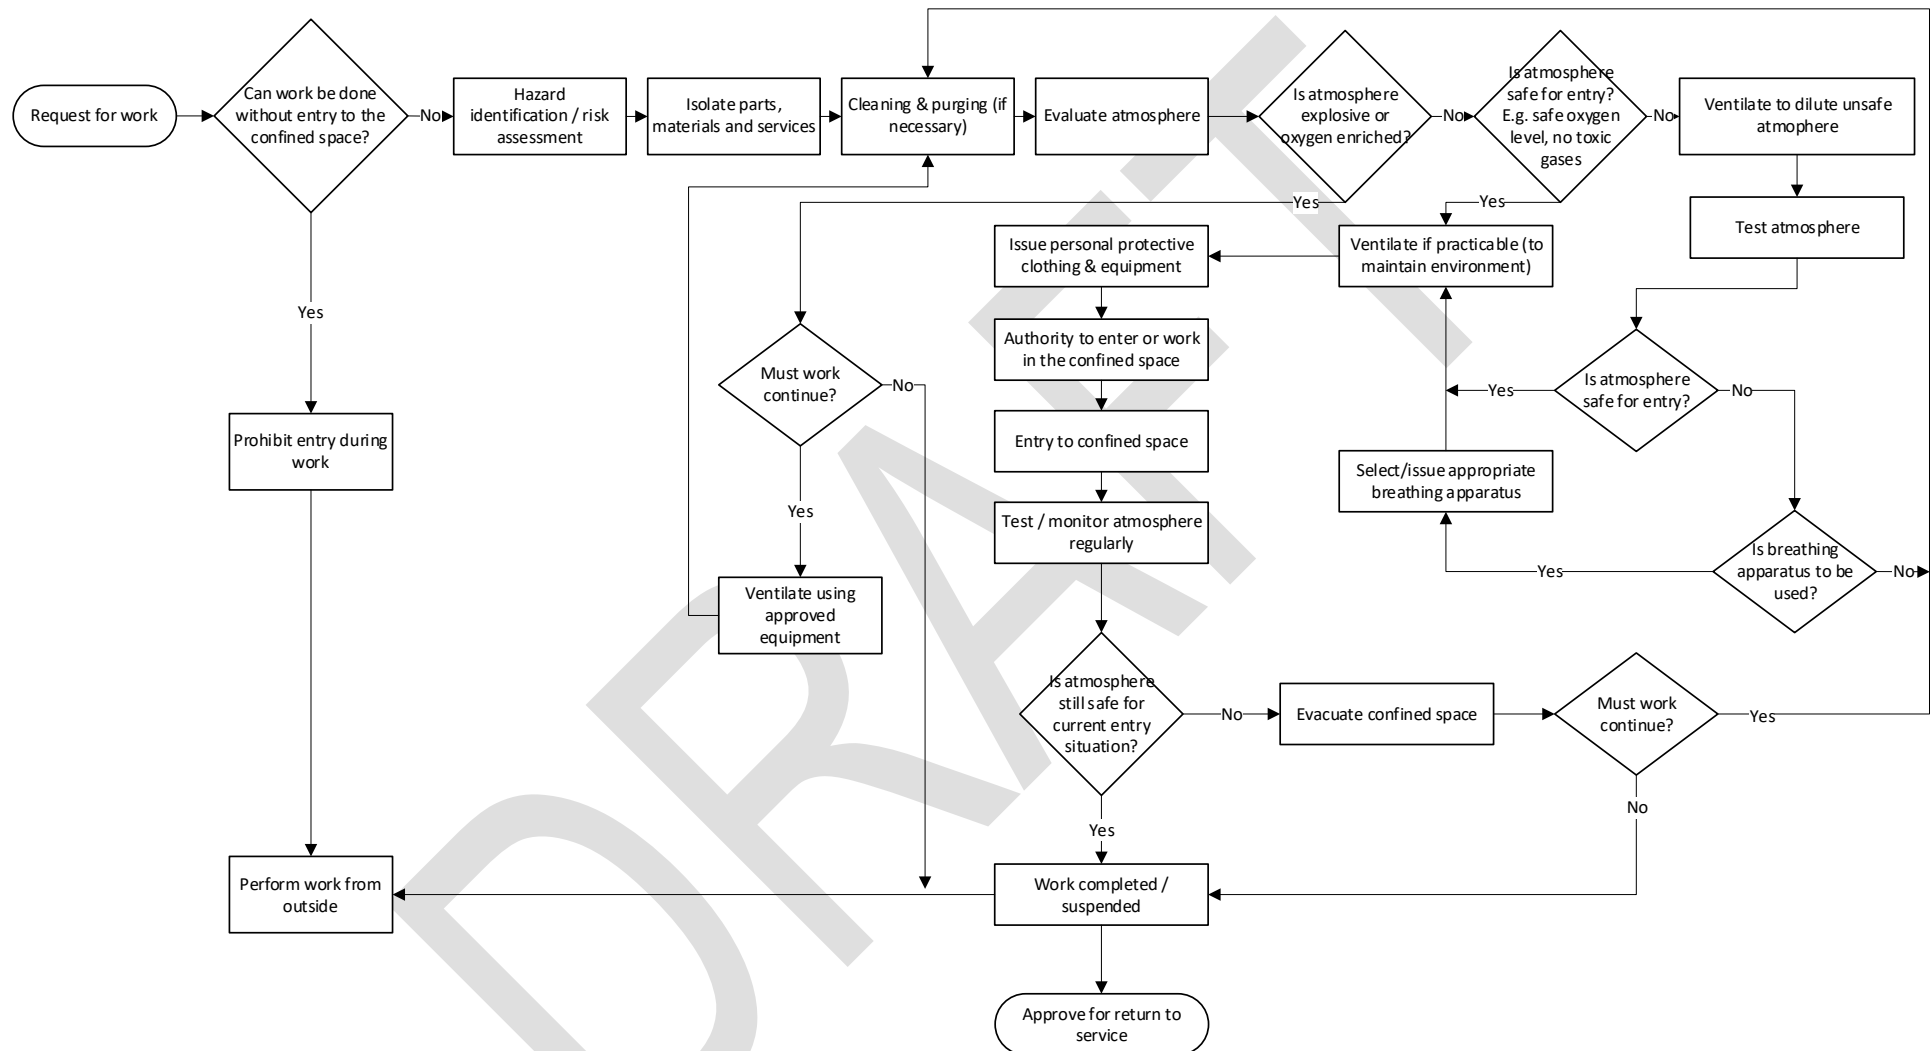 Request for work
Can work be done
without entry to the
confined space?
No
Hazard
identification / risk
assessment
Isolate parts,
materials and services
Cleaning & purging (if
necessary)
Evaluate atmosphere
Is atmosphere
explosive or
oxygen enriched?
No
Is atmosphere
safe for entry?
E.g. safe oxygen
level, no toxic
gases
No
Ventilate to dilute unsafe
atmophere
Yes
Yes
Test atmosphere
Issue personal protective
clothing & equipment
Ventilate if practicable (to
maintain environment)
Yes
Authority to enter or work
in the confined space
Must work
continue?
No
Is atmosphere
safe for entry?
Yes
No
Prohibit entry during
work
Entry to confined space
Select/issue appropriate
breathing apparatus
Yes
Test / monitor atmosphere
regularly
Is breathing
apparatus to be
used?
Yes
No
Ventilate using
approved
equipment
Is atmosphere
still safe for
current entry
situation?
No
Evacuate confined space
Must work
continue?
Yes
No
Yes
Perform work from
outside
Work completed /
suspended
Approve for return to
service
DRAFT